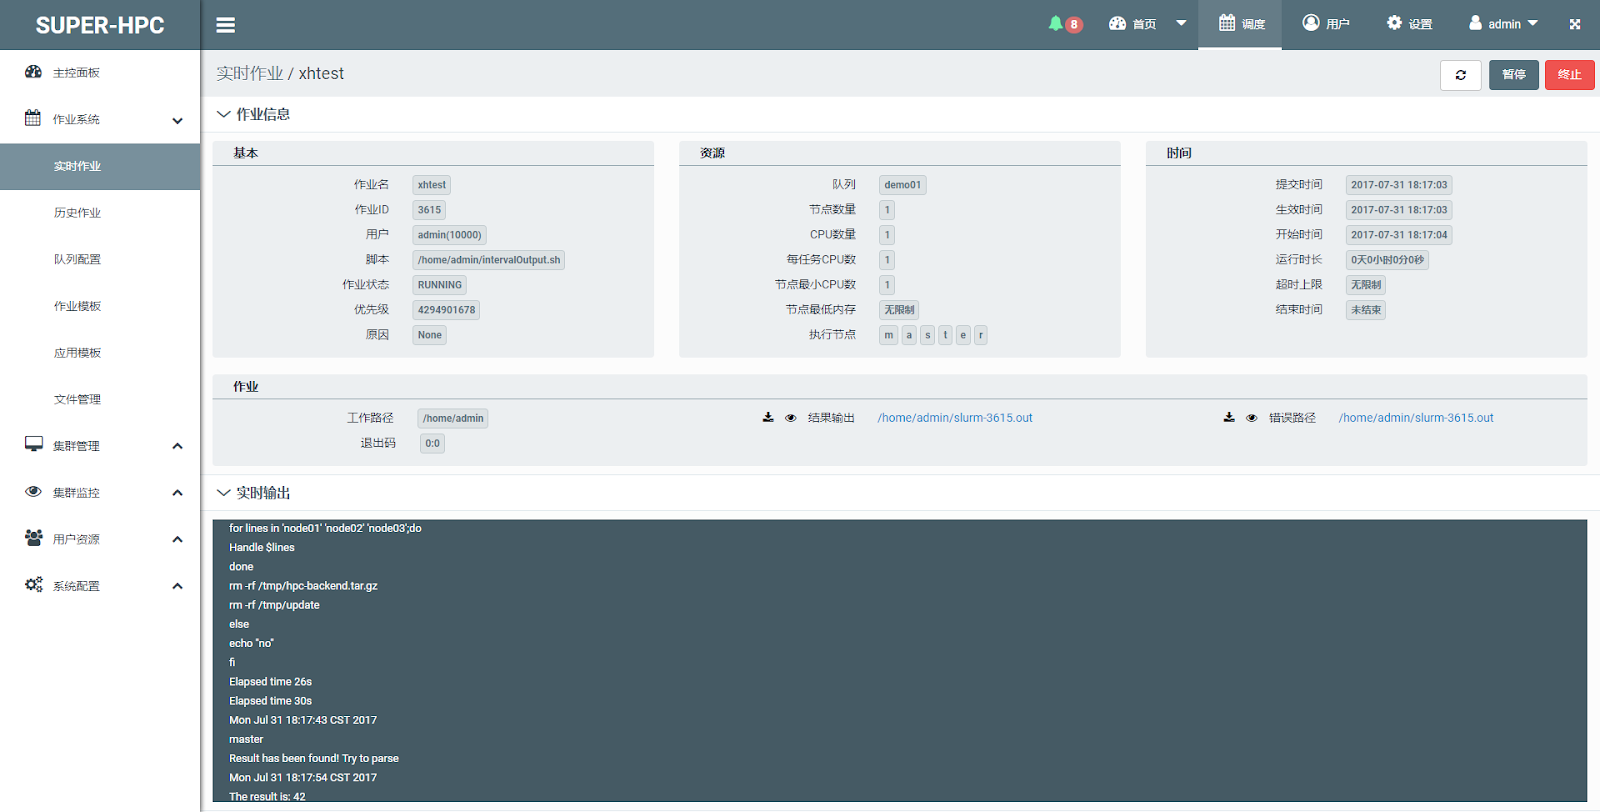 SUPER-HPC
8
首页
调度
用户
设置
admin
主控面板
作业系统
实时作业
历史作业
队列配置
作业模板
应用模板
文件管理
集群管理
集群监控
用户资源
系统配置
实时作业 / xhtest
暂停
终止
作业信息
基本
作业名 xhtest
作业ID 3615
用户 admin(10000)
脚本 /home/admin/intervalOutput.sh
作业状态 RUNNING
优先级 4294901678
原因 None
资源
队列 demo01
节点数量 1
CPU数量 1
每任务CPU数 1
节点最小CPU数 1
节点最低内存 无限制
执行节点 m a s t e r
时间
提交时间 2017-07-31 18:17:03
生效时间 2017-07-31 18:17:03
开始时间 2017-07-31 18:17:04
运行时长 0天0小时0分0秒
超时上限 无限制
结束时间 未结束
作业
工作路径 /home/admin
结果输出 /home/admin/slurm-3615.out
错误路径 /home/admin/slurm-3615.out
退出码 0:0
实时输出
for lines in 'node01' 'node02' 'node03';do
Handle $lines
done
rm -rf /tmp/hpc-backend.tar.gz
rm -rf /tmp/update
else
echo "no"
fi
Elapsed time 26s
Elapsed time 30s
Mon Jul 31 18:17:43 CST 2017
master
Result has been found! Try to parse
Mon Jul 31 18:17:54 CST 2017
The result is: 42